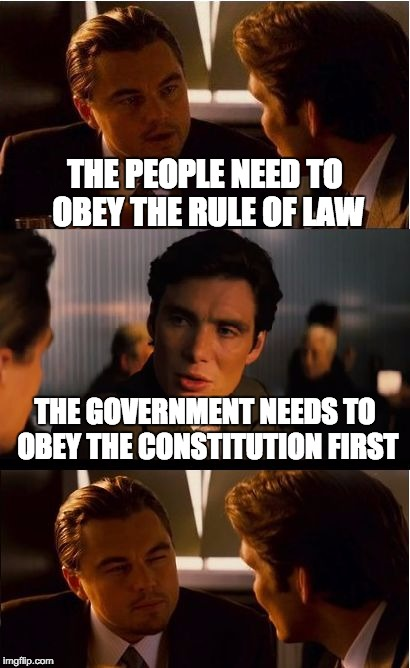 THE PEOPLE NEED TO
OBEY THE RULE OF LAW
THE GOVERNMENT NEEDS TO
OBEY THE CONSTITUTION FIRST
imgflip.com